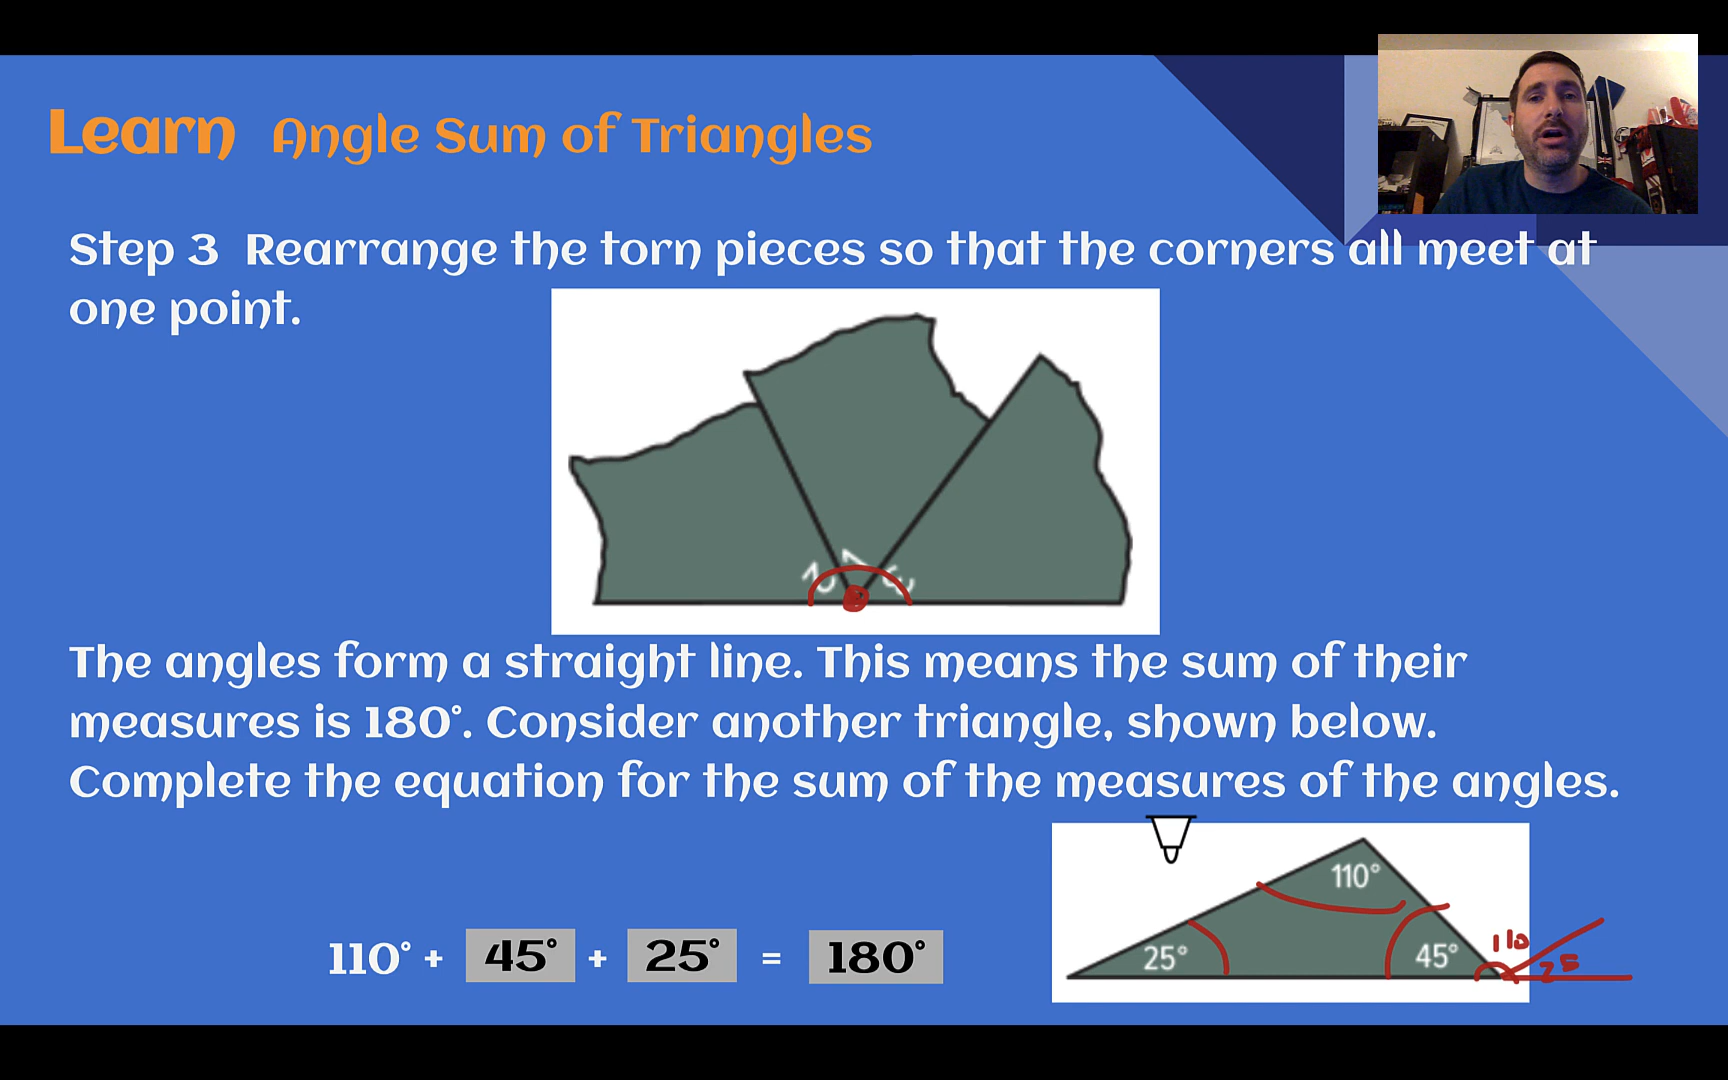 Learn Angle Sum of Triangles
Step 3 Rearrange the torn pieces so that the corners all meet at
one point.
2 1 3
The angles form a straight line. This means the sum of their
measures is 180°. Consider another triangle, shown below.
Complete the equation for the sum of the measures of the angles.
110° + 45° + 25° = 180°
110°
25°
45°
110
25